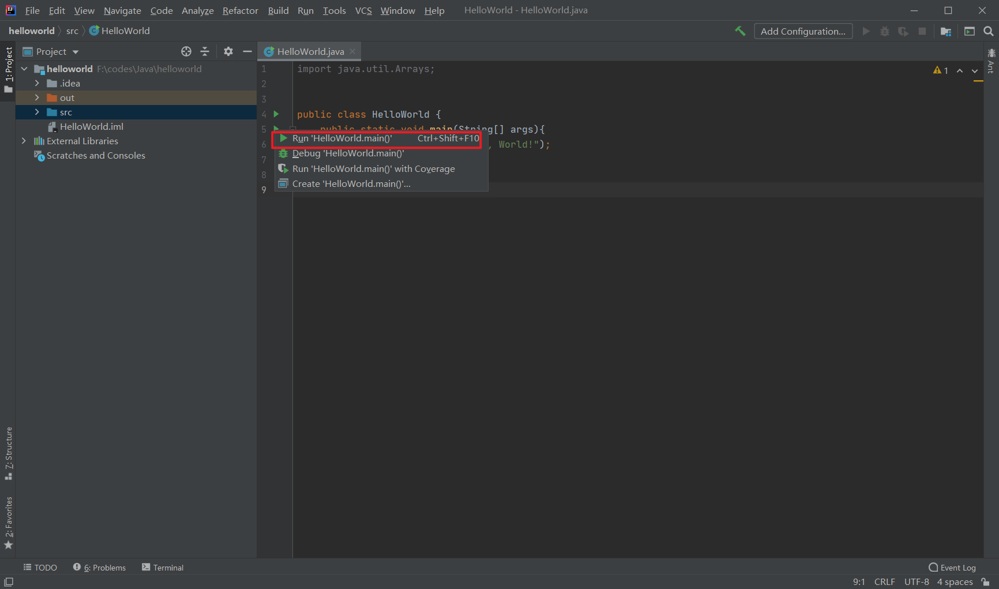 File Edit View Navigate Code Analyze Refactor Build Run Tools VCS Window Help HelloWorld - HelloWorld.java
helloworld src HelloWorld Add Configuration...
1: Project
Project
helloworld F:\codes\Java\helloworld
.idea
out
src
HelloWorld.iml
External Libraries
Scratches and Consoles
7: Structure
2: Favorites
HelloWorld.java
1 import java.util.Arrays;
2
3
4 public class HelloWorld {
5 public static void main(String[] args){
6 , World!");
7
8
9
1
Run 'HelloWorld.main()' Ctrl+Shift+F10
Debug 'HelloWorld.main()'
Run 'HelloWorld.main()' with Coverage
Create 'HelloWorld.main()'...
Ant
TODO 6: Problems Terminal Event Log
9:1 CRLF UTF-8 4 spaces